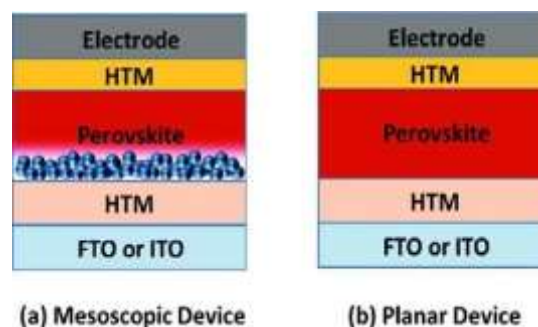 Electrode
HTM
Perovskite
HTM
FTO or ITO
(a) Mesoscopic Device
Electrode
HTM
Perovskite
HTM
FTO or ITO
(b) Planar Device